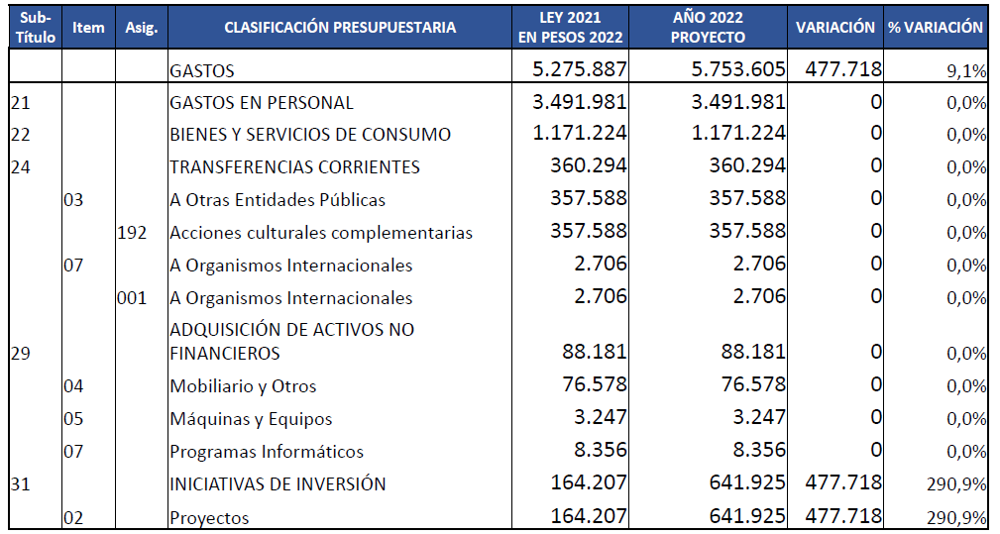 Sub-Título Item Asig. CLASIFICACIÓN PRESUPUESTARIA LEY 2021 EN PESOS 2022 AÑO 2022 PROYECTO VARIACIÓN % VARIACIÓN
GASTOS 5.275.887 5.753.605 477.718 9,1%
21 GASTOS EN PERSONAL 3.491.981 3.491.981 0 0,0%
22 BIENES Y SERVICIOS DE CONSUMO 1.171.224 1.171.224 0 0,0%
24 TRANSFERENCIAS CORRIENTES 360.294 360.294 0 0,0%
03 A Otras Entidades Públicas 357.588 357.588 0 0,0%
192 Acciones culturales complementarias 357.588 357.588 0 0,0%
07 A Organismos Internacionales 2.706 2.706 0 0,0%
001 A Organismos Internacionales 2.706 2.706 0 0,0%
29 ADQUISICIÓN DE ACTIVOS NO FINANCIEROS 88.181 88.181 0 0,0%
04 Mobiliario y Otros 76.578 76.578 0 0,0%
05 Máquinas y Equipos 3.247 3.247 0 0,0%
07 Programas Informáticos 8.356 8.356 0 0,0%
31 INICIATIVAS DE INVERSIÓN 164.207 641.925 477.718 290,9%
02 Proyectos 164.207 641.925 477.718 290,9%